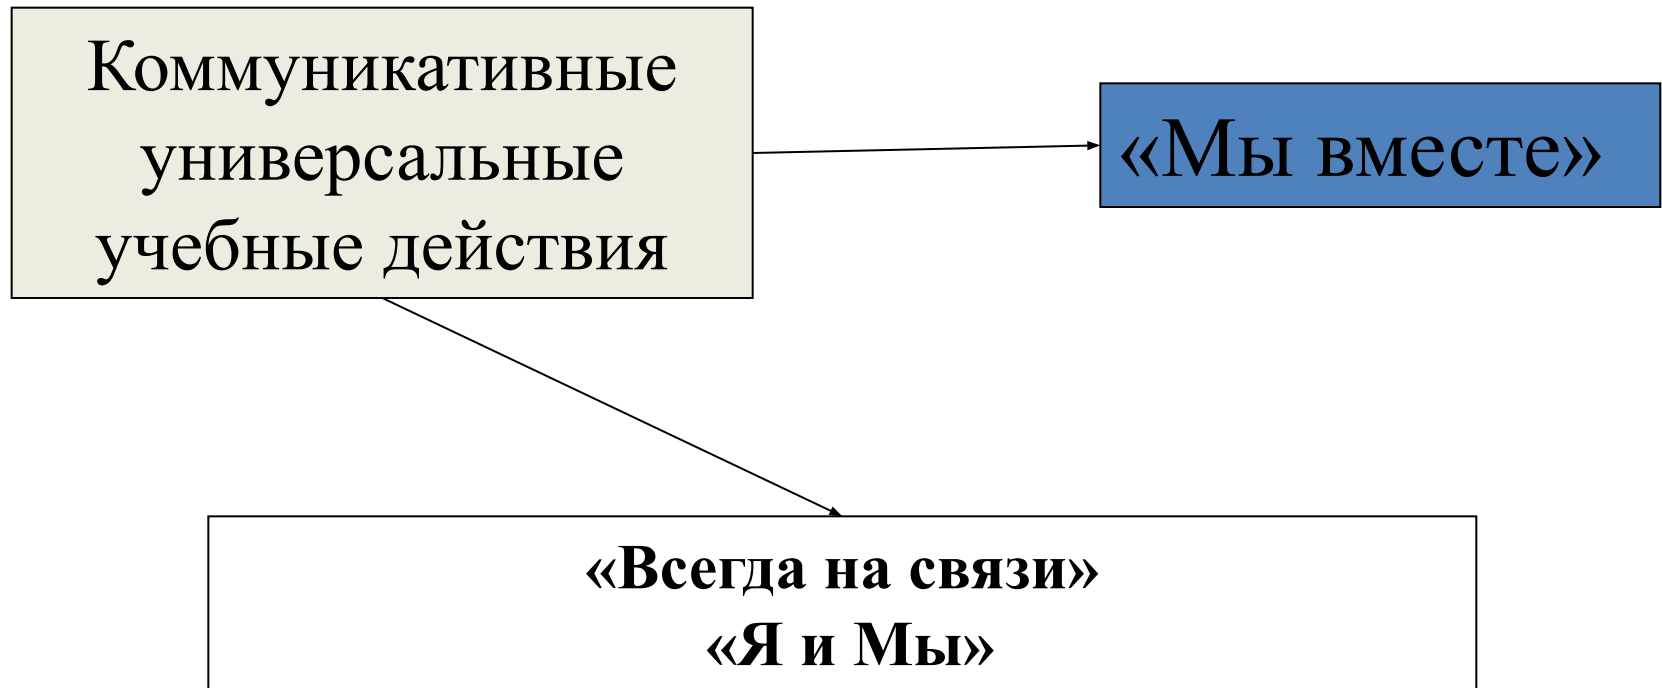 Коммуникативные
универсальные
учебные действия
«Мы вместе»
«Всегда на связи»
«Я и Мы»